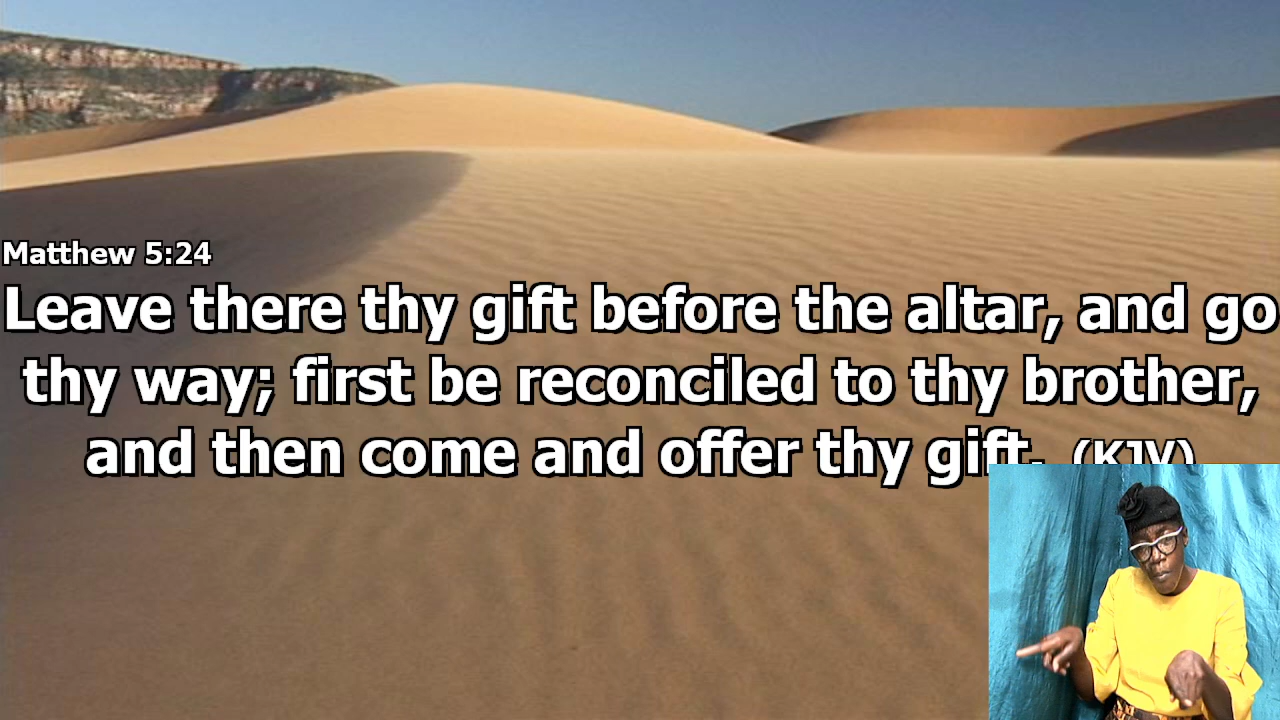 Matthew 5:24
Leave there thy gift before the altar, and go
thy way; first be reconciled to thy brother,
and then come and offer thy gift. (KJV)